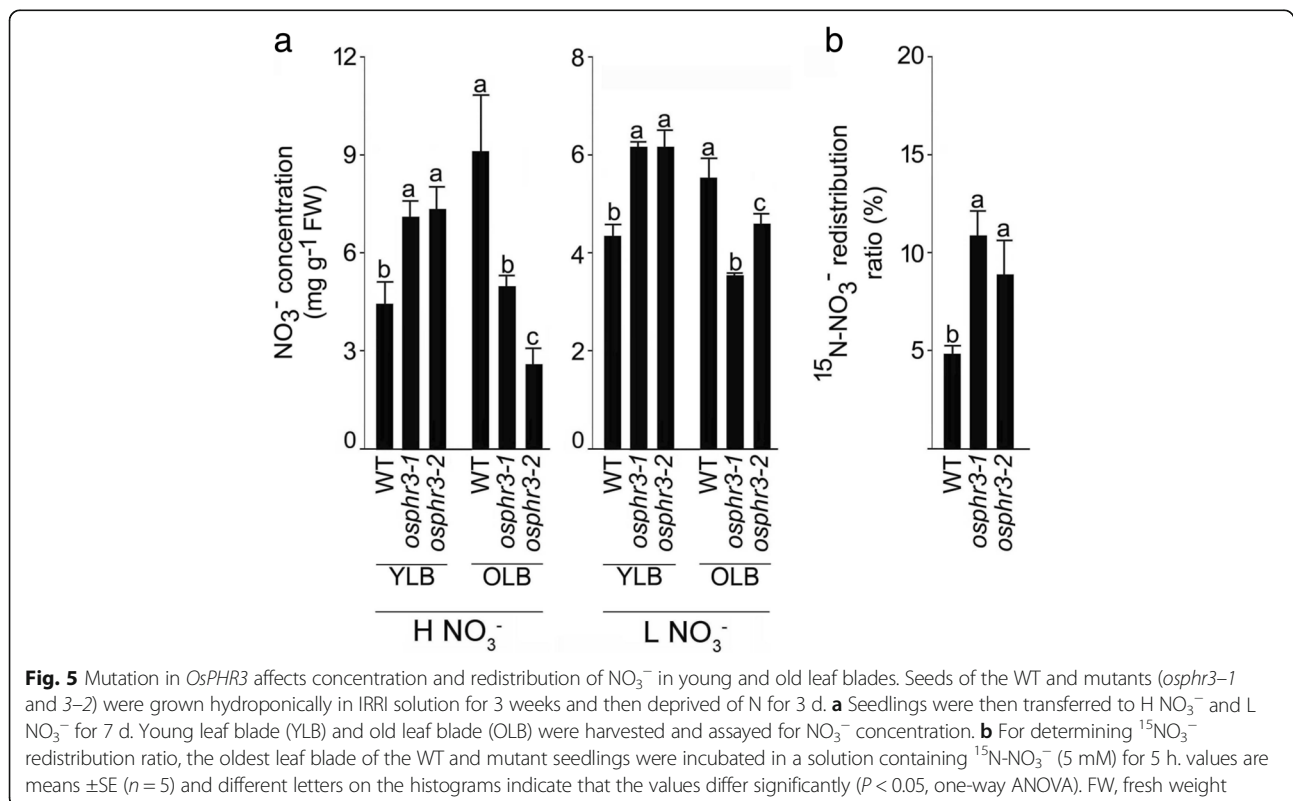 a
b
NO₃⁻ concentration
(mg g⁻¹ FW)
12
9
6
3
0
b
a
a
a
b
c
WT
osphr3-1
osphr3-2
WT
osphr3-1
osphr3-2
YLB
OLB
H NO₃⁻
8
6
4
2
0
b
a
a
a
b
c
WT
osphr3-1
osphr3-2
WT
osphr3-1
osphr3-2
YLB
OLB
L NO₃⁻
¹⁵N-NO₃⁻ redistribution
ratio (%)
20
15
10
5
b
a
a
WT
osphr3-1
osphr3-2
Fig. 5 Mutation in OsPHR3 affects concentration and redistribution of NO₃⁻ in young and old leaf blades. Seeds of the WT and mutants (osphr3–1
and 3–2) were grown hydroponically in IRRI solution for 3 weeks and then deprived of N for 3 d. a Seedlings were then transferred to H NO₃⁻ and L
NO₃⁻ for 7 d. Young leaf blade (YLB) and old leaf blade (OLB) were harvested and assayed for NO₃⁻ concentration. b For determining ¹⁵NO₃⁻
redistribution ratio, the oldest leaf blade of the WT and mutant seedlings were incubated in a solution containing ¹⁵N-NO₃⁻ (5 mM) for 5 h. values are
means ±SE (n = 5) and different letters on the histograms indicate that the values differ significantly (P < 0.05, one-way ANOVA). FW, fresh weight